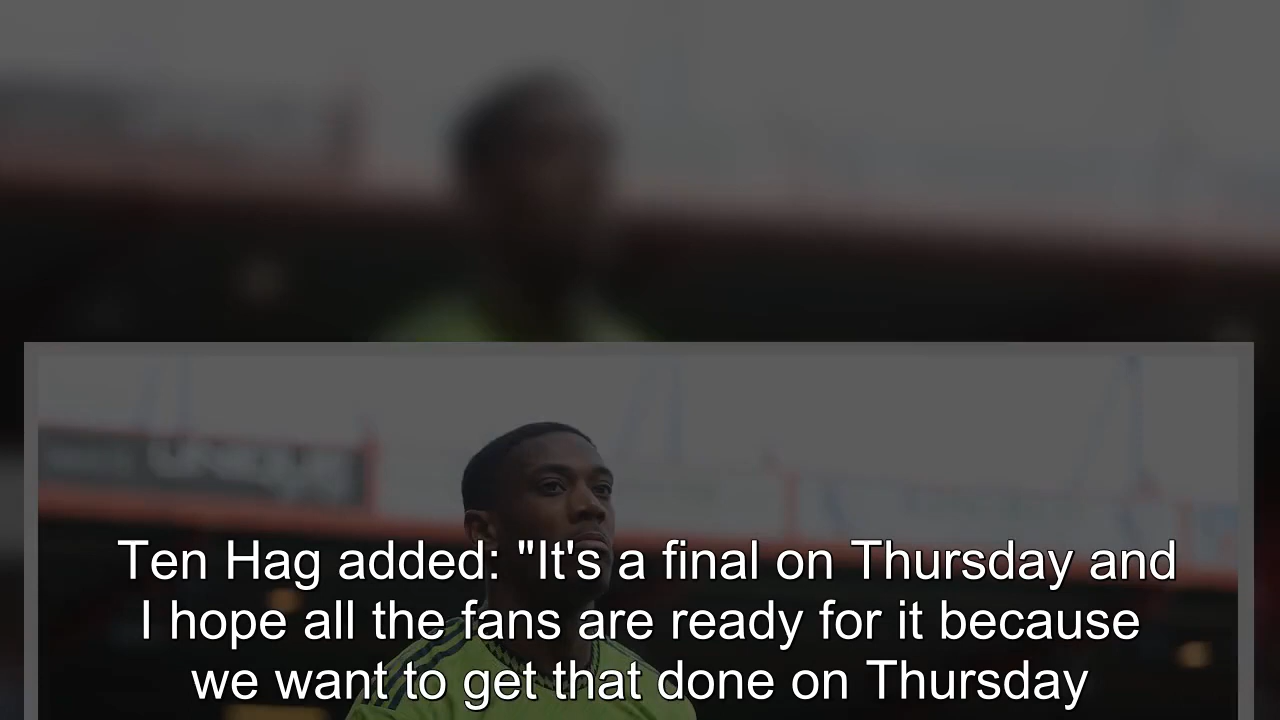 Ten Hag added: "It's a final on Thursday and
I hope all the fans are ready for it because
we want to get that done on Thursday